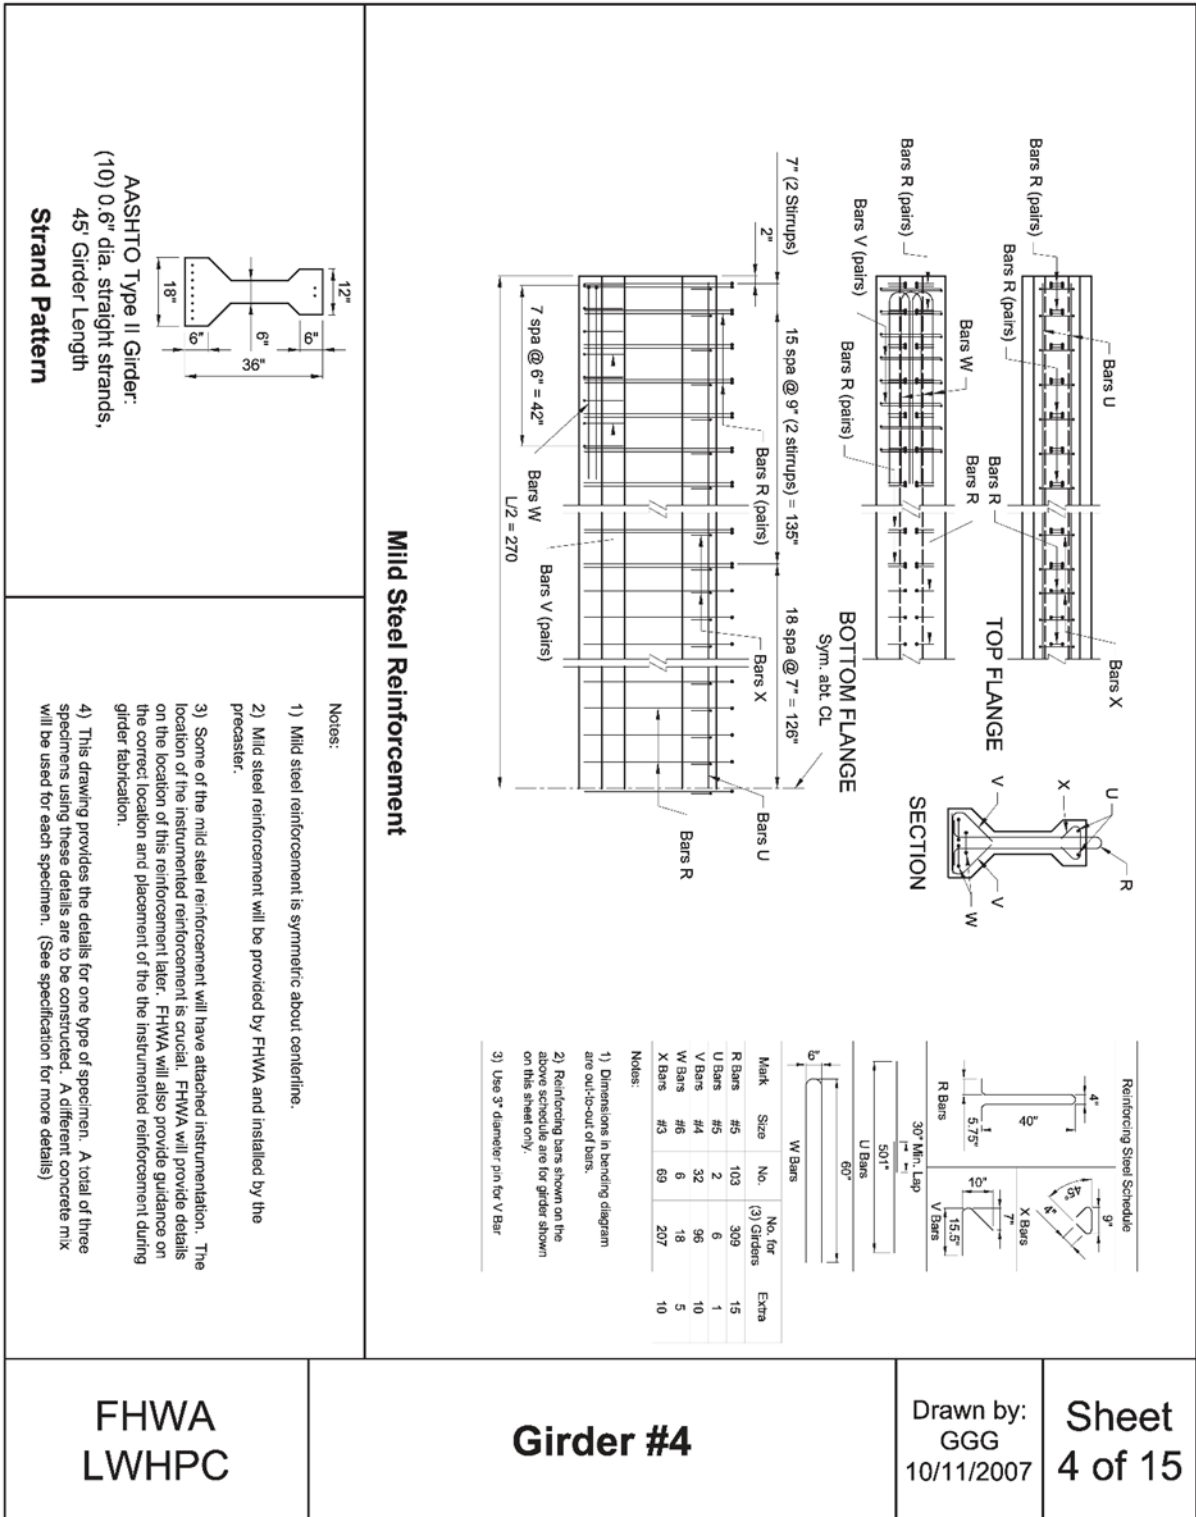 Bars R (pairs)
Bars R (pairs)
Bars U
Bars R
Bars X
TOP FLANGE
Bars R (pairs)
Bars V (pairs)
Bars W
Bars R (pairs)
Bars R
BOTTOM FLANGE
Sym. abt. CL
7" (2 Stirrups)
2"
15 spa @ 9" (2 stirrups) = 135"
18 spa @ 7" = 126"
Bars R (pairs)
Bars X
Bars U
7 spa @ 6" = 42"
Bars W
Bars V (pairs)
Bars R
L/2 = 270
Mild Steel Reinforcement
U
X
V
R
V
W
SECTION
Reinforcing Steel Schedule
4"
40"
5.75"
R Bars
9"
45°
4"
X Bars
7"
10"
15.5"
V Bars
30" Min. Lap
501"
U Bars
60"
6"
W Bars
Mark Size No. No. for (3) Girders Extra
R Bars #5 103 309 15
U Bars #5 2 6 1
V Bars #4 32 96 10
W Bars #6 6 18 5
X Bars #3 69 207 10
Notes:
1) Dimensions in bending diagram
are out-to-out of bars.
2) Reinforcing bars shown on the
above schedule are for girder shown
on this sheet only.
3) Use 3" diameter pin for V Bar
12"
6"
6"
36"
6"
18"
AASHTO Type II Girder:
(10) 0.6" dia. straight strands,
45' Girder Length
Strand Pattern
Notes:
1) Mild steel reinforcement is symmetric about centerline.
2) Mild steel reinforcement will be provided by FHWA and installed by the
precaster.
3) Some of the mild steel reinforcement will have attached instrumentation. The
location of the instrumented reinforcement is crucial. FHWA will provide details
on the location of this reinforcement later. FHWA will also provide guidance on
the correct location and placement of the the instrumented reinforcement during
girder fabrication.
4) This drawing provides the details for one type of specimen. A total of three
specimens using these details are to be constructed. A different concrete mix
will be used for each specimen. (See specification for more details)
FHWA
LWHPC
Girder #4
Drawn by:
GGG
10/11/2007
Sheet
4 of 15